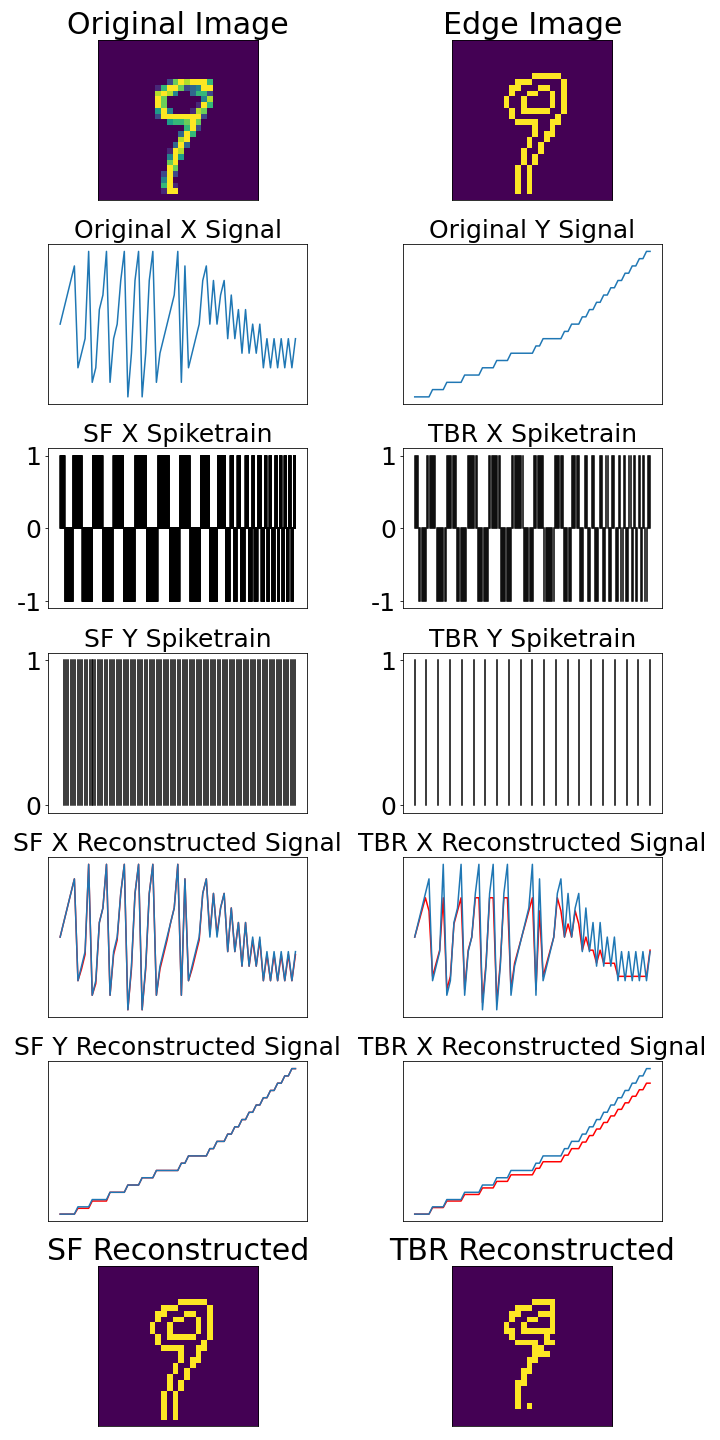 Original Image
Edge Image
Original X Signal
Original Y Signal
SF X Spiketrain
TBR X Spiketrain
1
0
-1
1
0
-1
SF Y Spiketrain
TBR Y Spiketrain
1
0
1
0
SF X Reconstructed Signal
TBR X Reconstructed Signal
SF Y Reconstructed Signal
TBR X Reconstructed Signal
SF Reconstructed
TBR Reconstructed